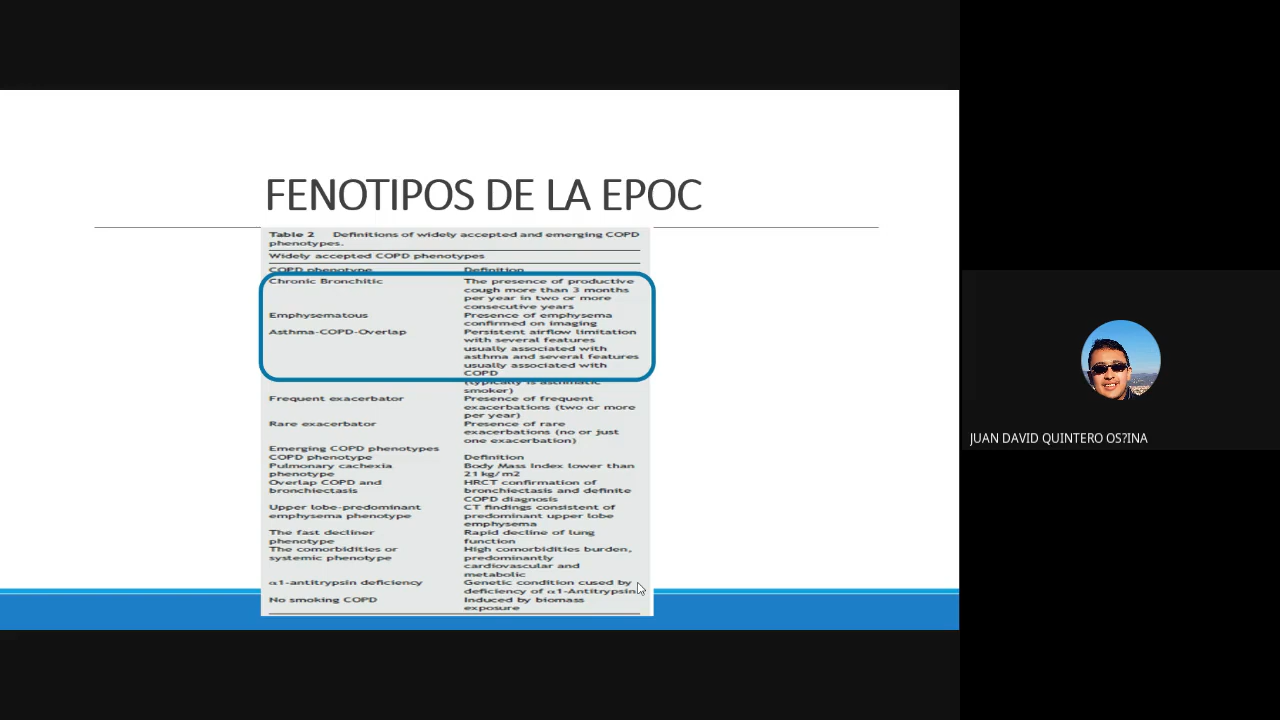 FENOTIPOS DE LA EPOC
Table 2 Definitions of widely accepted and emerging COPD
phenotypes.
Widely accepted COPD phenotypes
COPD phenotype Definition
Chronic Bronchitic The presence of productive
cough more than 3 months
per year in two or more
consecutive years
Emphysematous Presence of emphysema
confirmed on imaging
Asthma-COPD-Overlap Persistent airflow limitation
with several features
usually associated with
asthma and several features
usually associated with
COPD
(typically is asthmatic
smoker)
Frequent exacerbator Presence of frequent
exacerbations (two or more
per year)
Rare exacerbator Presence of rare
exacerbations (no or just
one exacerbation)
Emerging COPD phenotypes
COPD phenotype Definition
Pulmonary cachexia Body Mass Index lower than
phenotype 21 kg/m2
Overlap COPD and HRCT confirmation of
bronchiectasis bronchiectasis and definite
COPD diagnosis
Upper lobe-predominant CT findings consistent of
emphysema phenotype predominant upper lobe
emphysema
The fast decliner Rapid decline of lung
phenotype function
The comorbidities or High comorbidities burden,
systemic phenotype predominantly
cardiovascular and
metabolic
α1-antitrypsin deficiency Genetic condition cused by
deficiency of α1-Antitrypsin
No smoking COPD Induced by biomass
exposure
JUAN DAVID QUINTERO OS?INA